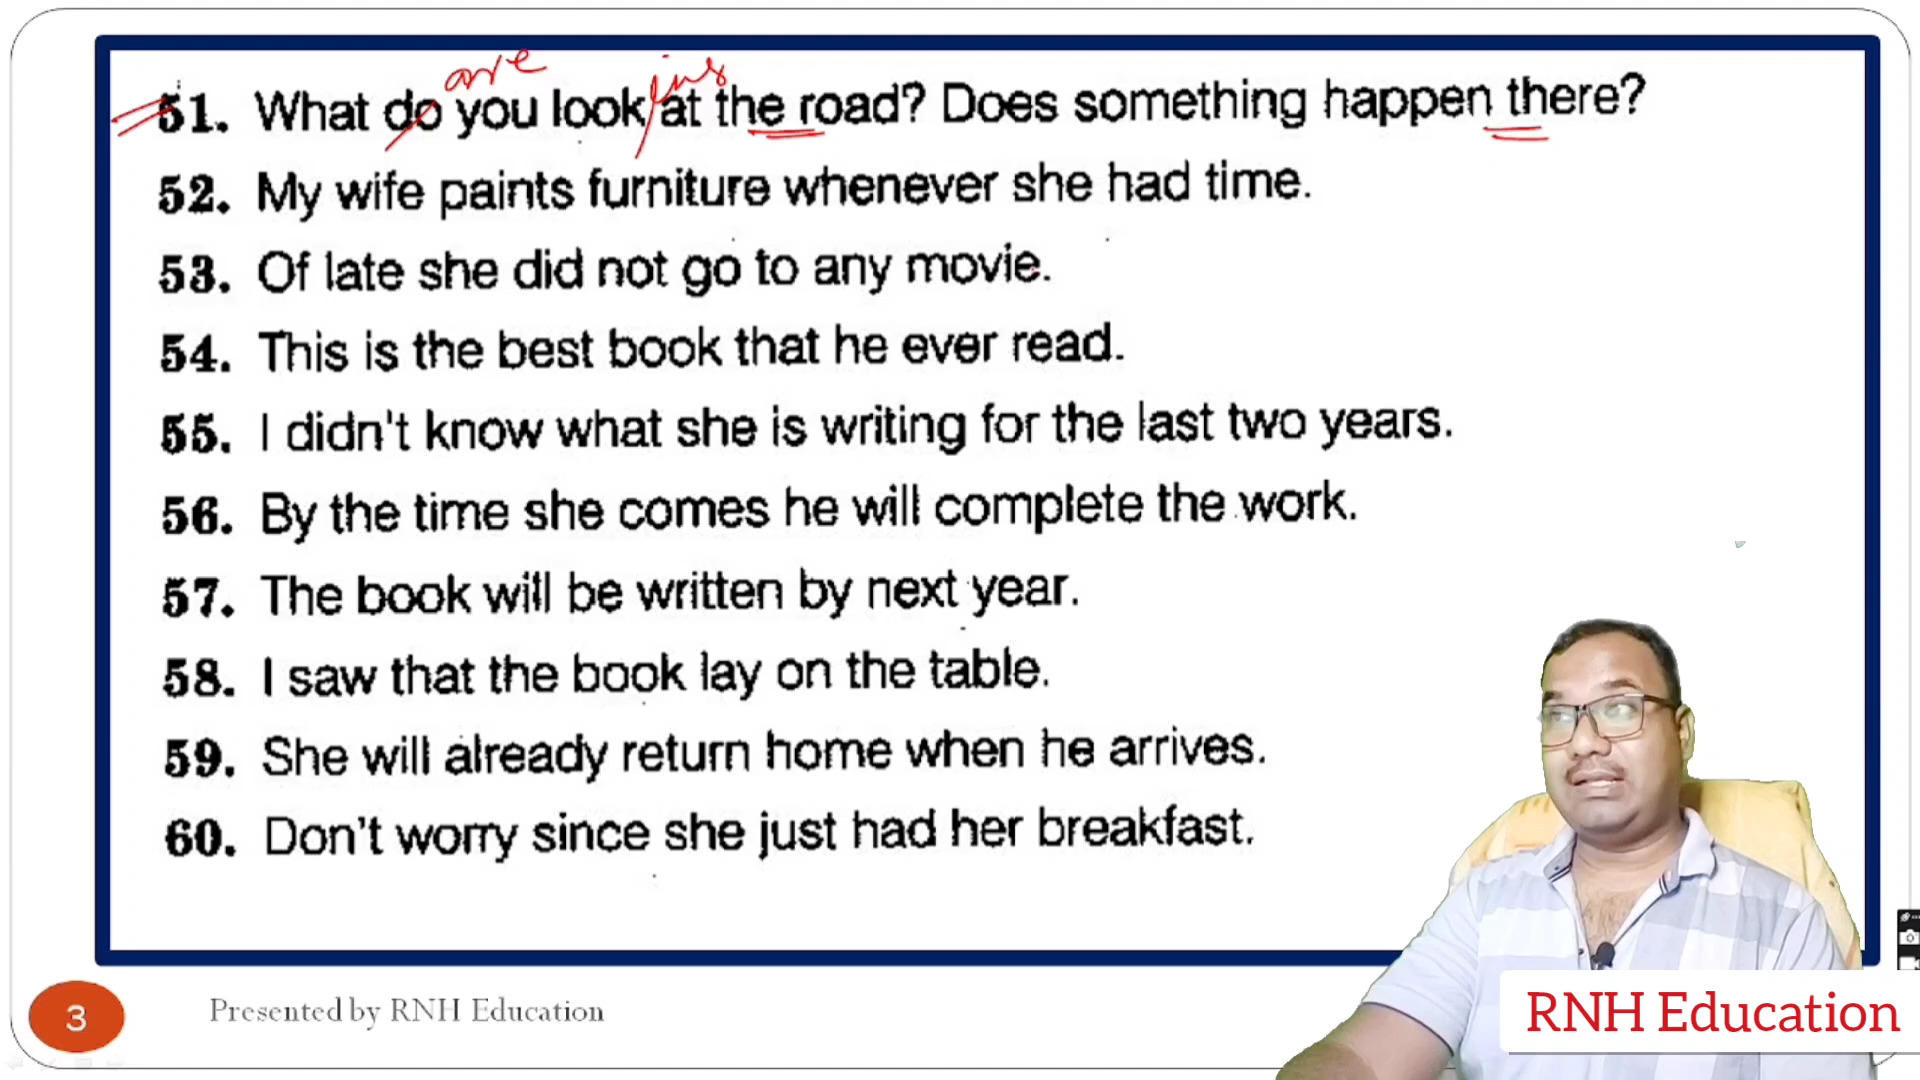 are ing
51. What do you look at the road? Does something happen there?
52. My wife paints furniture whenever she had time.
53. Of late she did not go to any movie.
54. This is the best book that he ever read.
55. I didn't know what she is writing for the last two years.
56. By the time she comes he will complete the work.
57. The book will be written by next year.
58. I saw that the book lay on the table.
59. She will already return home when he arrives.
60. Don't worry since she just had her breakfast.
3
Presented by RNH Education
RNH Education